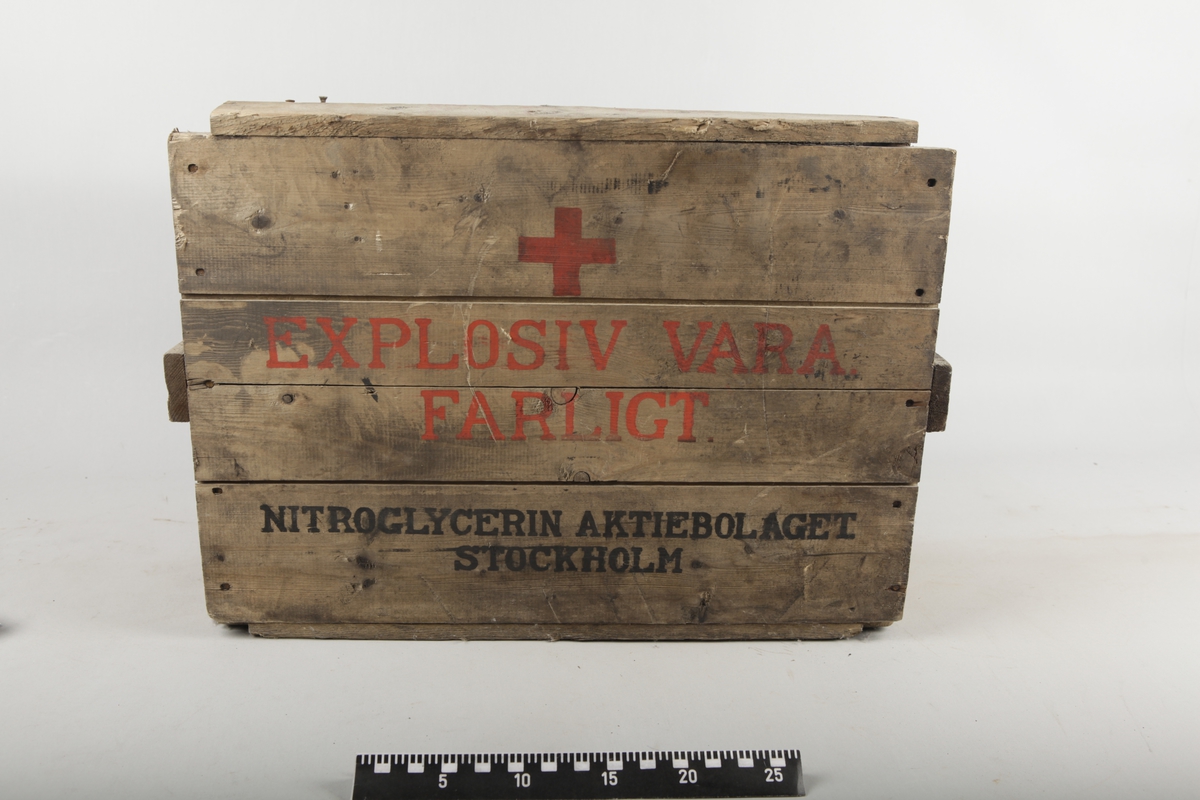 EXPLOSIV VARA.
FARLIGT.
NITROGLYCERIN AKTIEBOLAGET
STOCKHOLM
5 10 15 20 25